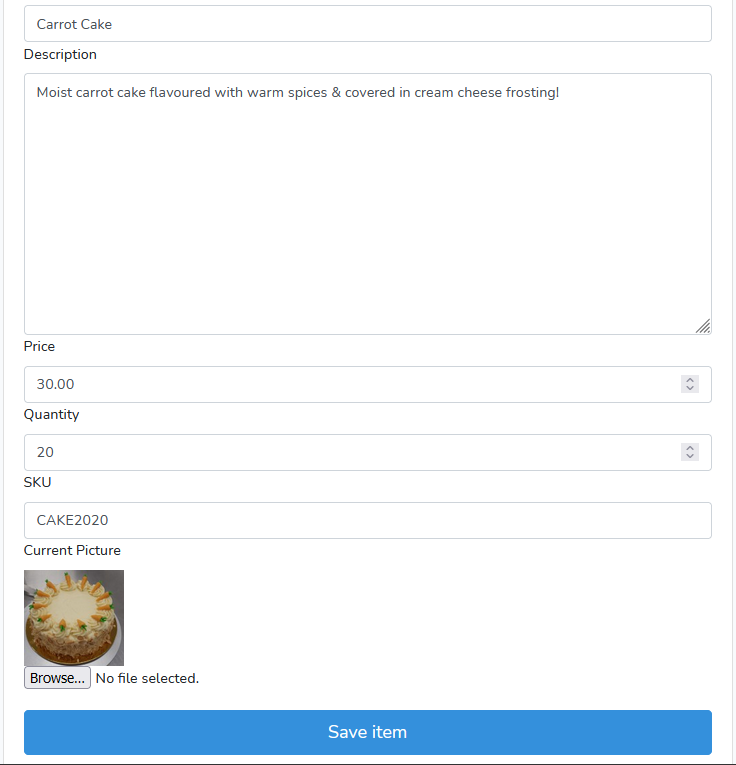 Carrot Cake
Description
Moist carrot cake flavoured with warm spices & covered in cream cheese frosting!
Price
30.00
Quantity
20
SKU
CAKE2020
Current Picture
Browse... No file selected.
Save item